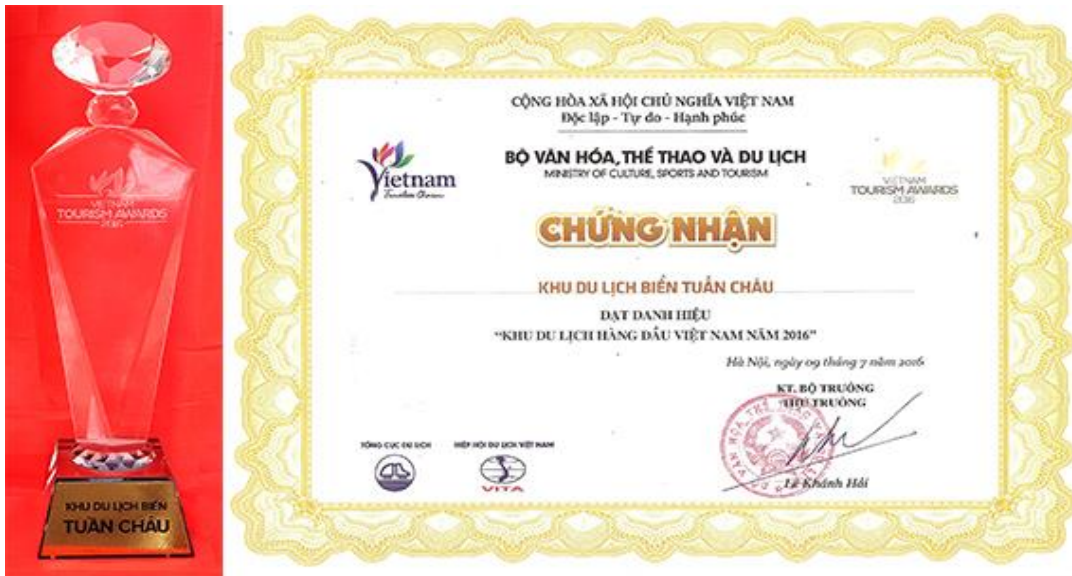 VIETNAM
TOURISM AWARDS
2016
KHU DU LỊCH BIỂN
TUẦN CHÂU
CỘNG HÒA XÃ HỘI CHỦ NGHĨA VIỆT NAM
Độc lập - Tự do - Hạnh phúc
Vietnam
Timeless Charm
BỘ VĂN HÓA, THỂ THAO VÀ DU LỊCH
MINISTRY OF CULTURE, SPORTS AND TOURISM
VIETNAM
TOURISM AWARDS
2016
CHỨNG NHẬN
KHU DU LỊCH BIỂN TUẦN CHÂU
ĐẠT DANH HIỆU
“KHU DU LỊCH HÀNG ĐẦU VIỆT NAM NĂM 2016”
Hà Nội, ngày 09 tháng 7 năm 2016
KT. BỘ TRƯỞNG
THỨ TRƯỞNG
TỔNG CỤC DU LỊCH
HIỆP HỘI DU LỊCH VIỆT NAM
VITA
Lê Khánh Hải